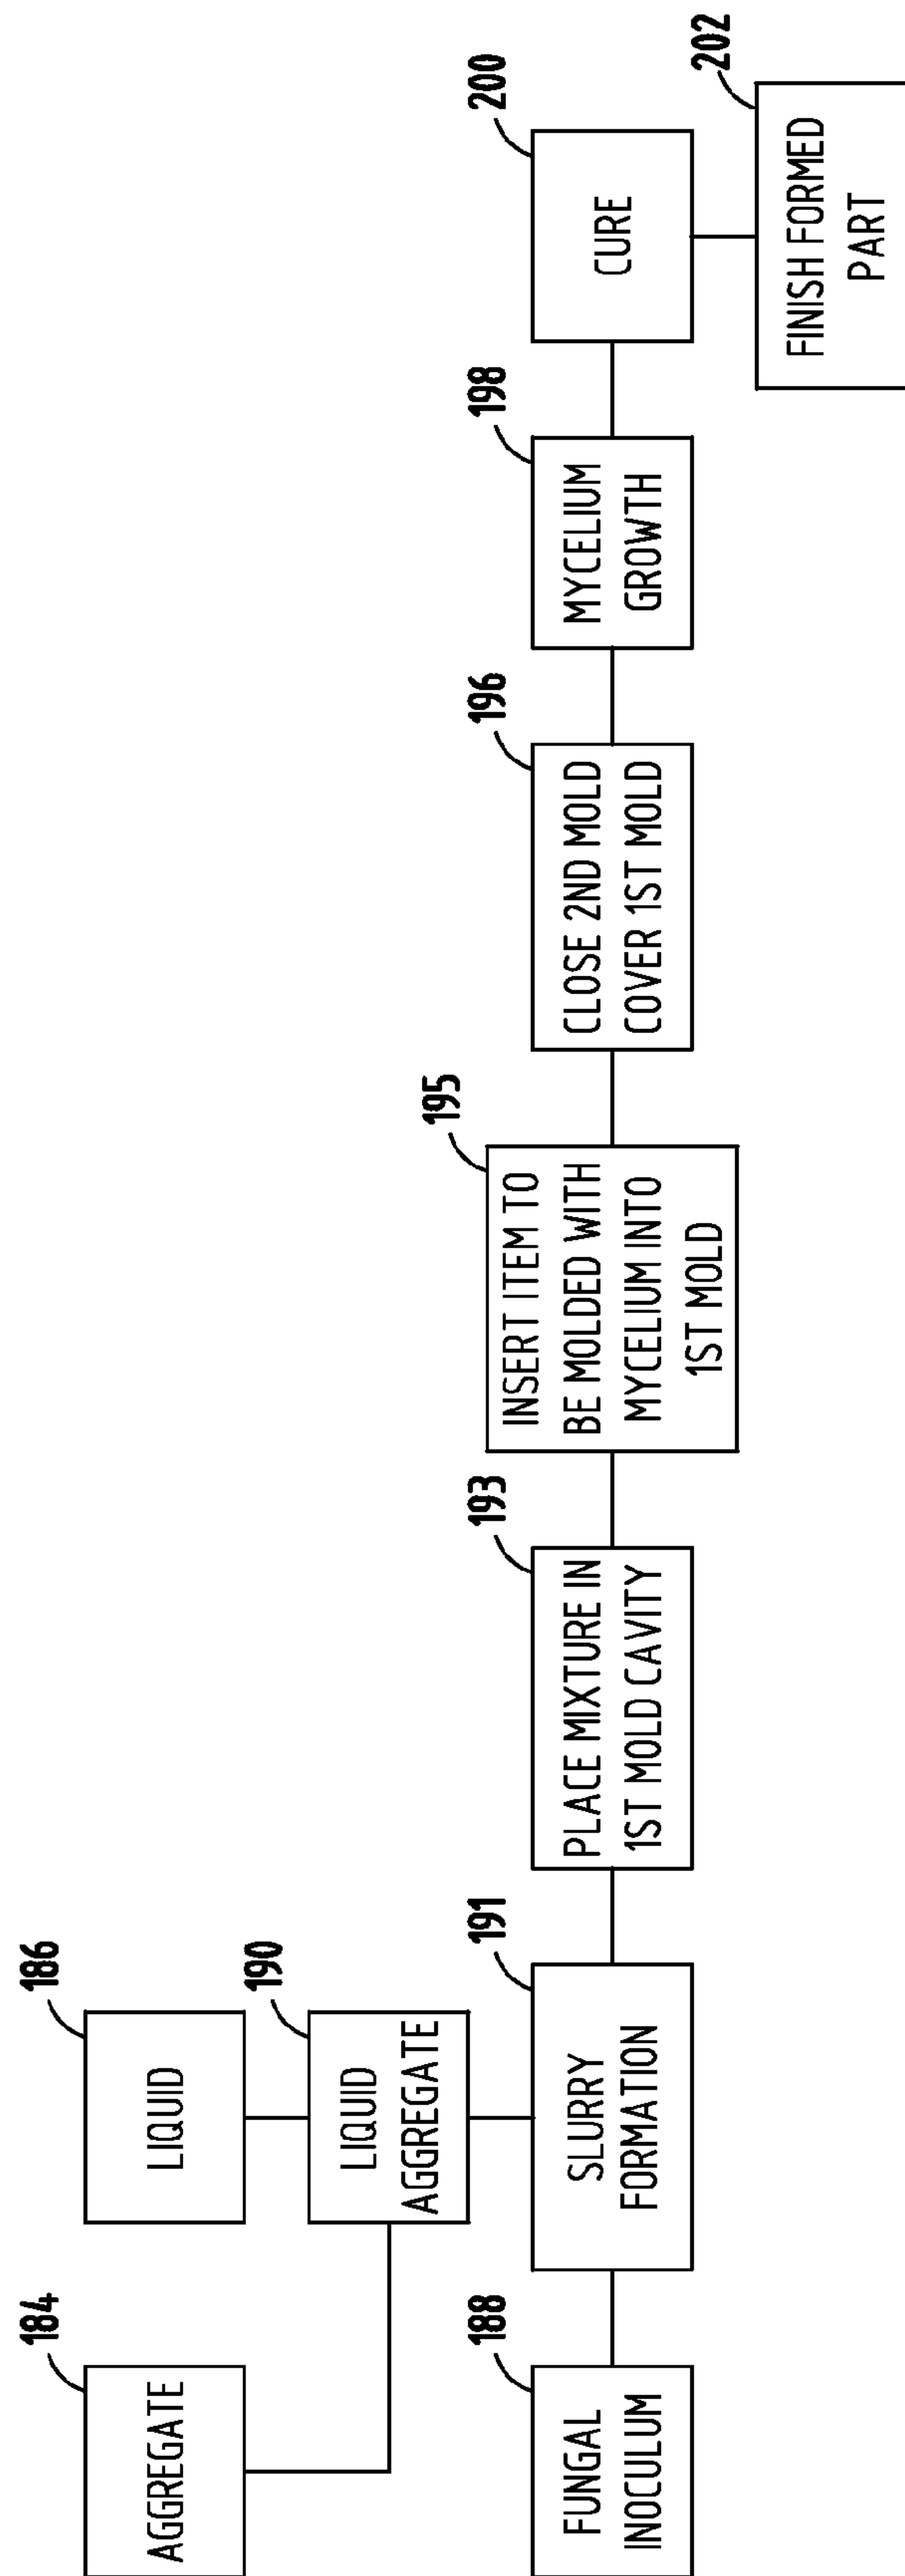 184
AGGREGATE
186
LIQUID
190
LIQUID
AGGREGATE
188
FUNGAL
INOCULUM
191
SLURRY
FORMATION
193
PLACE MIXTURE IN
1ST MOLD CAVITY
195
INSERT ITEM TO
BE MOLDED WITH
MYCELIUM INTO
1ST MOLD
196
CLOSE 2ND MOLD
COVER 1ST MOLD
198
MYCELIUM
GROWTH
200
CURE
202
FINISH FORMED
PART